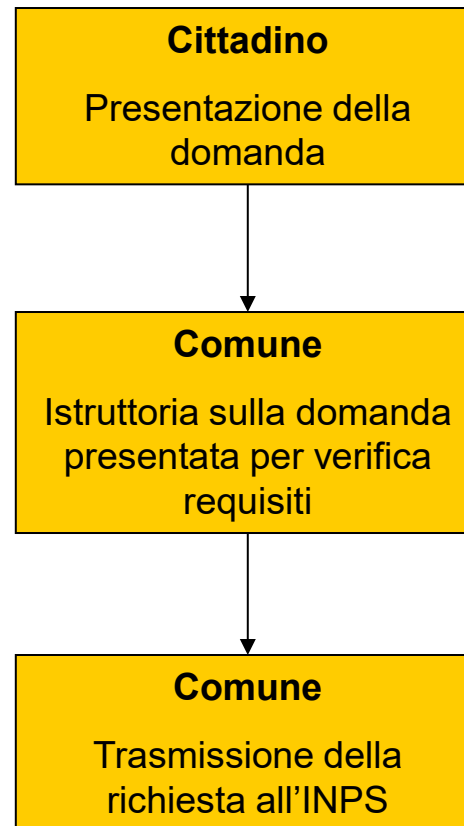 Cittadino
Presentazione della
domanda
Comune
Istruttoria sulla domanda
presentata per verifica
requisiti
Comune
Trasmissione della
richiesta all’INPS